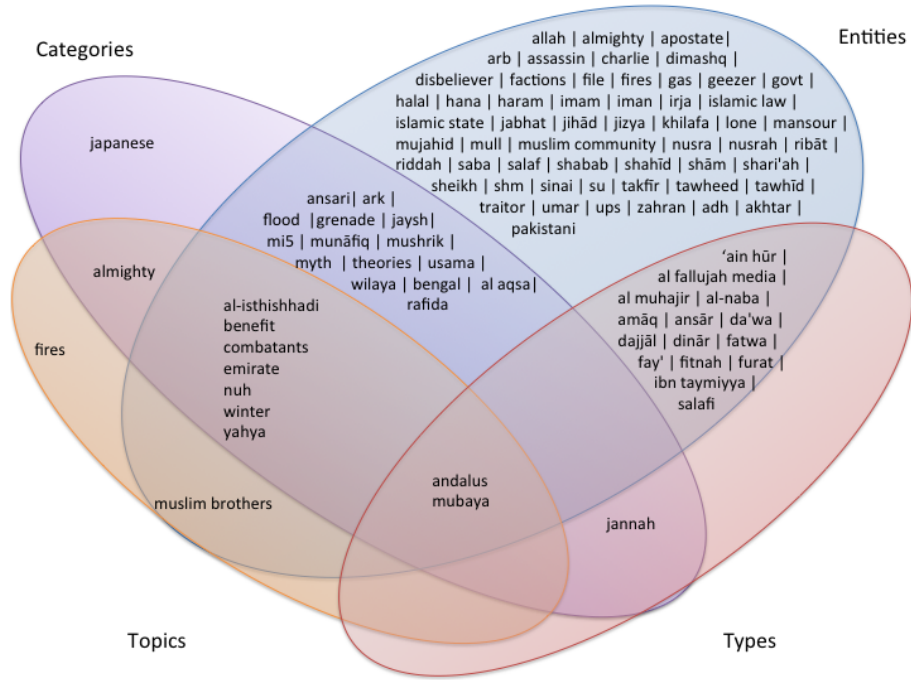 Categories
Entities
allah | almighty | apostate|
arb | assassin | charlie | dimashq |
disbeliever | factions | file | fires | gas | geezer | govt |
halal | hana | haram | imam | iman | irja | islamic law |
islamic state | jabhat | jihād | jizya | khilafa | lone | mansour |
mujahid | mull | muslim community | nusra | nusrah | ribāt |
riddah | saba | salaf | shabab | shahīd | shām | shari'ah |
sheikh | shm | sinai | su | takfīr | tawheed | tawhīd |
traitor | umar | ups | zahran | adh | akhtar |
pakistani
japanese
ansari| ark |
flood |grenade | jaysh|
mi5 | munāfiq | mushrik |
myth | theories | usama |
wilaya | bengal | al aqsa|
rafida
almighty
fires
al-isthishhadi
benefit
combatants
emirate
nuh
winter
yahya
‘ain hūr |
al fallujah media |
al muhajir | al-naba |
amāq | ansār | da'wa |
dajjāl | dinār | fatwa |
fay' | fitnah | furat |
ibn taymiyya |
salafi
muslim brothers
andalus
mubaya
jannah
Topics
Types